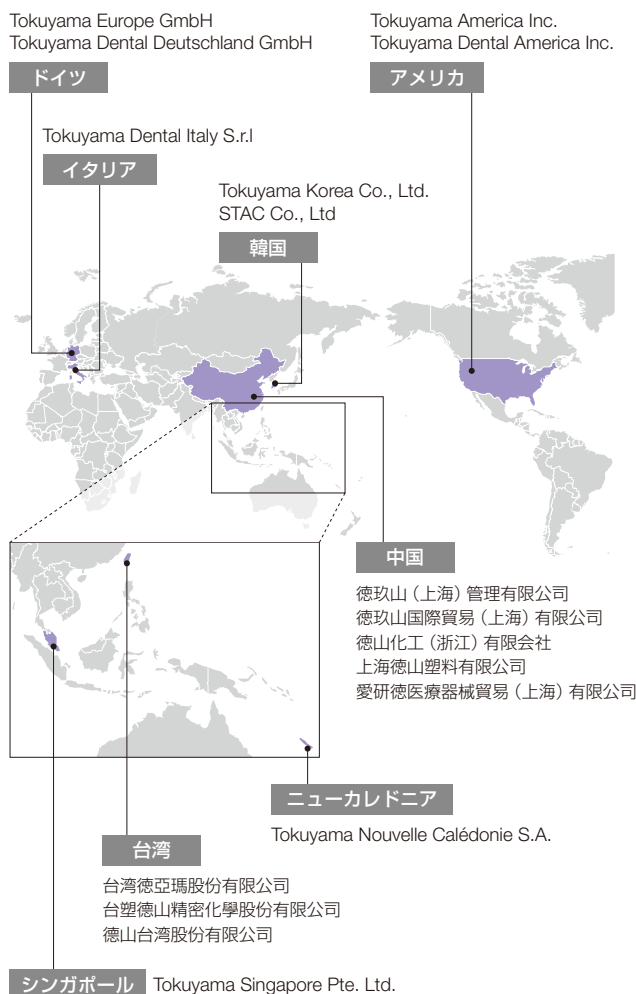 Tokuyama Europe GmbH
Tokuyama Dental Deutschland GmbH
ドイツ
Tokuyama America Inc.
Tokuyama Dental America Inc.
アメリカ
Tokuyama Dental Italy S.r.l
イタリア
Tokuyama Korea Co., Ltd.
STAC Co., Ltd
韓国
中国
徳玖山（上海）管理有限公司
徳玖山国際貿易（上海）有限公司
徳山化工（浙江）有限会社
上海徳山塑料有限公司
愛研徳医療器械貿易（上海）有限公司
ニューカレドニア
Tokuyama Nouvelle Calédonie S.A.
台湾
台湾徳亞瑪股份有限公司
台塑德山精密化學股份有限公司
德山台湾股份有限公司
シンガポール Tokuyama Singapore Pte. Ltd.